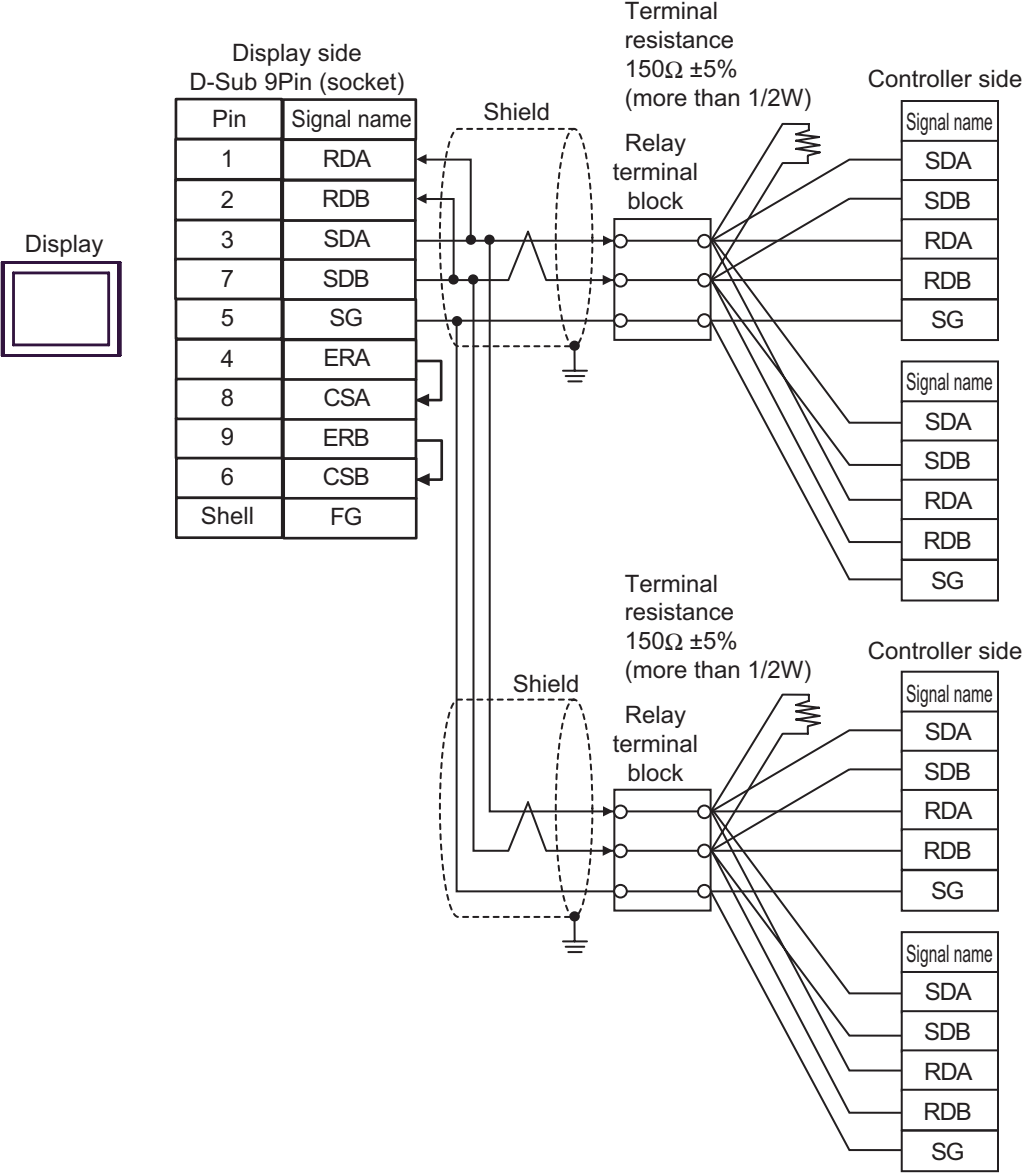 Display
Display side
D-Sub 9Pin (socket)
Pin Signal name
1 RDA
2 RDB
3 SDA
7 SDB
5 SG
4 ERA
8 CSA
9 ERB
6 CSB
Shell FG
Shield
Terminal
resistance
150Ω ±5%
(more than 1/2W)
Relay
terminal
block
Controller side
Signal name
SDA
SDB
RDA
RDB
SG
Signal name
SDA
SDB
RDA
RDB
SG
Shield
Terminal
resistance
150Ω ±5%
(more than 1/2W)
Relay
terminal
block
Controller side
Signal name
SDA
SDB
RDA
RDB
SG
Signal name
SDA
SDB
RDA
RDB
SG